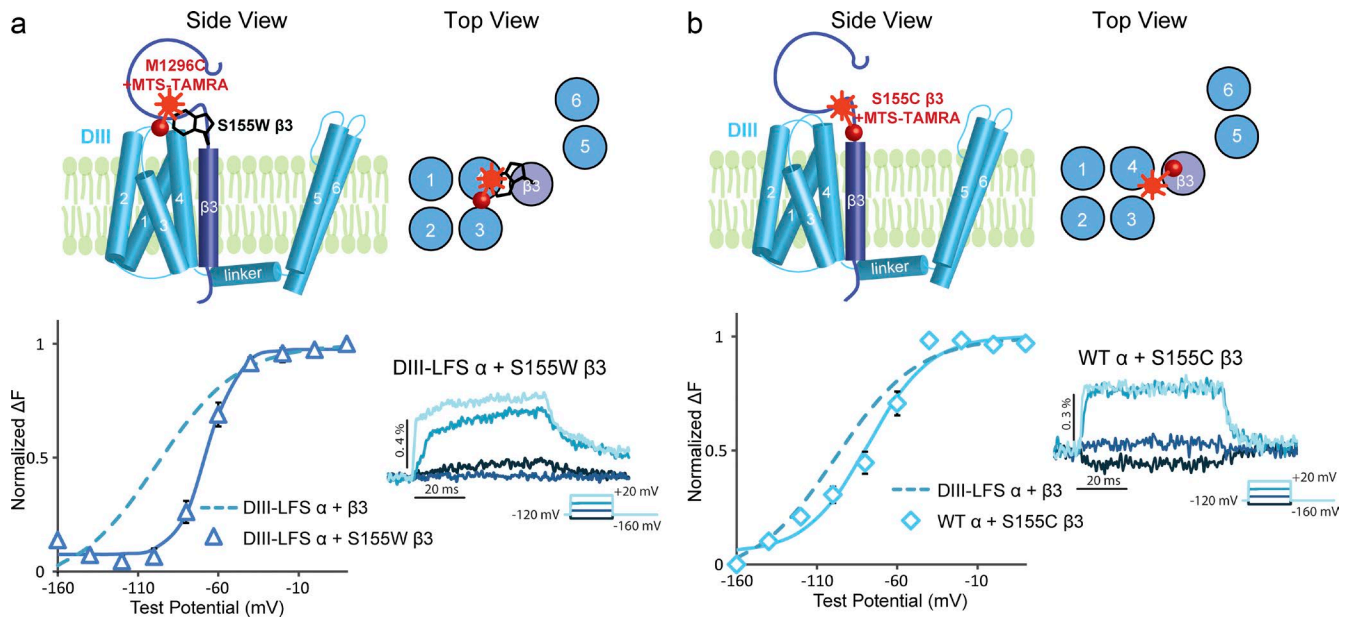 a
Side View
Top View
M1296C
+MTS-TAMRA
DIII
S155W β3
2
1
3
4
β3
5
6
linker
6
5
1
β3
2
3
Normalized ΔF
1
0.5
0
-160
-110
-60
-10
Test Potential (mV)
DIII-LFS α + β3
DIII-LFS α + S155W β3
DIII-LFS α + S155W β3
0.4 %
20 ms
+20 mV
-120 mV
-160 mV
b
Side View
Top View
S155C β3
+MTS-TAMRA
DIII
2
1
3
4
β3
5
6
linker
6
5
1
4
β3
2
3
Normalized ΔF
1
0.5
0
-160
-110
-60
-10
Test Potential (mV)
DIII-LFS α + β3
WT α + S155C β3
WT α + S155C β3
0.3 %
20 ms
+20 mV
-120 mV
-160 mV